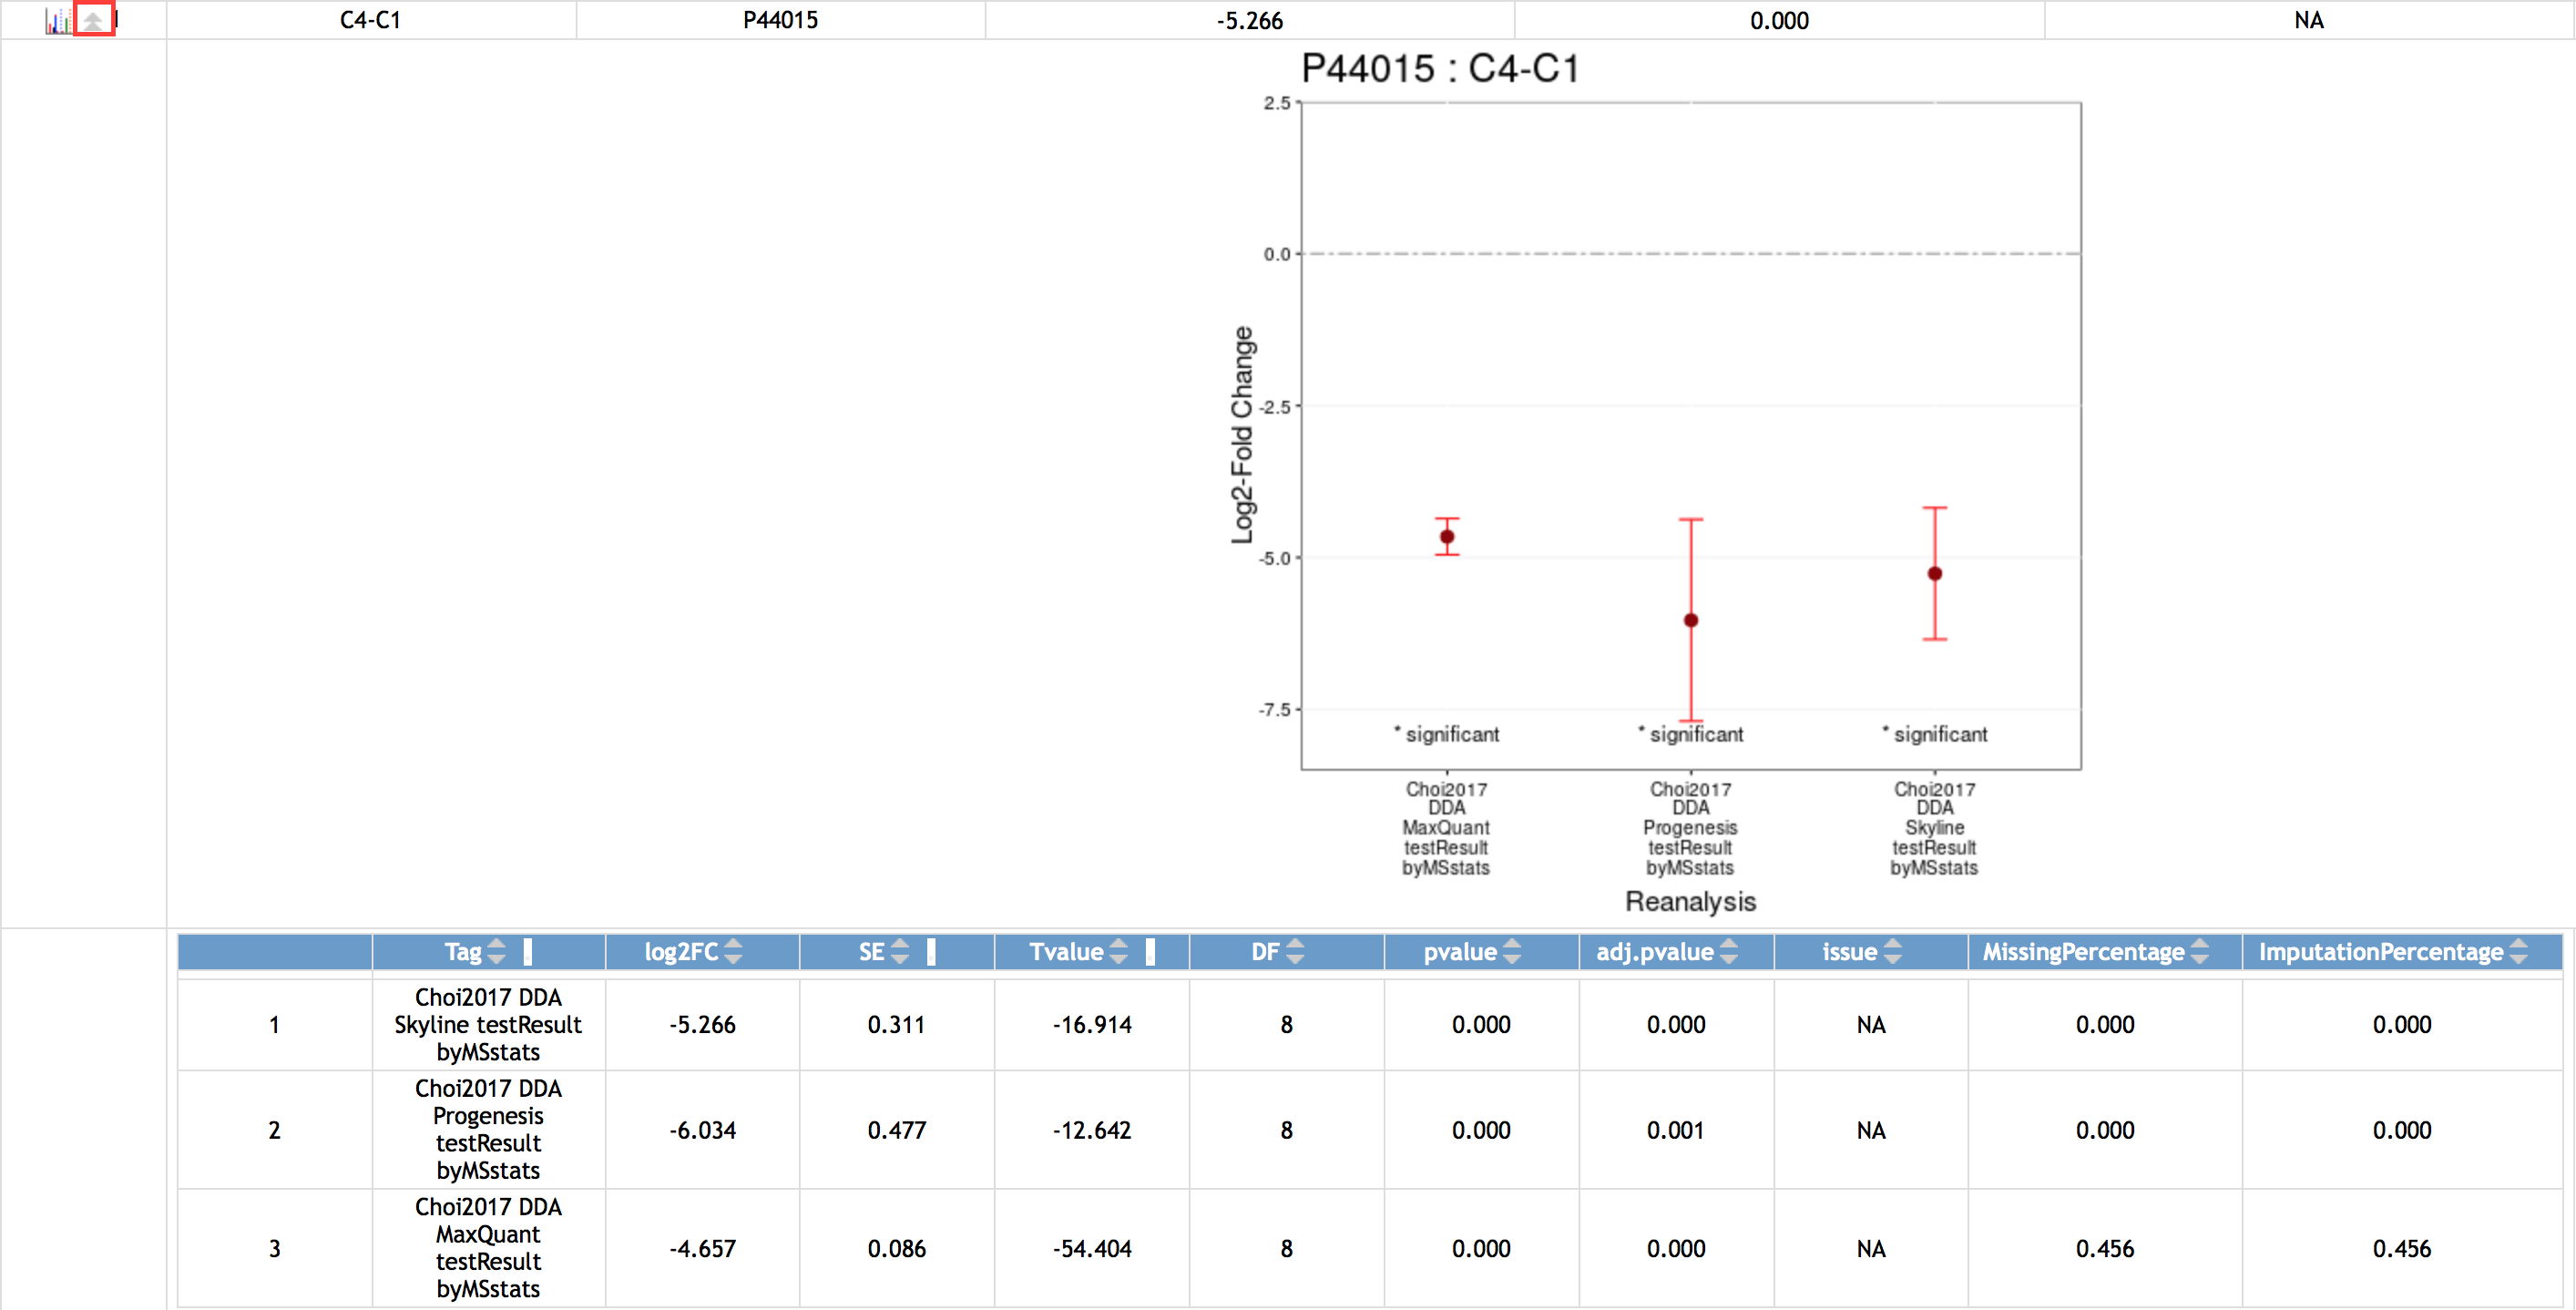 C4-C1 P44015 -5.266 0.000 NA
P44015 : C4-C1
2.5
0.0
-2.5
-5.0
-7.5
Log2-Fold Change
* significant * significant * significant
Choi2017 Choi2017 Choi2017
DDA DDA DDA
MaxQuant Progenesis Skyline
testResult testResult testResult
byMSstats byMSstats byMSstats
Reanalysis
Tag log2FC SE Tvalue DF pvalue adj.pvalue issue MissingPercentage ImputationPercentage
Choi2017 DDA
1 Skyline testResult -5.266 0.311 -16.914 8 0.000 0.000 NA 0.000 0.000
byMSstats
Choi2017 DDA
Progenesis
2 -6.034 0.477 -12.642 8 0.000 0.001 NA 0.000 0.000
testResult
byMSstats
Choi2017 DDA
MaxQuant
3 -4.657 0.086 -54.404 8 0.000 0.000 NA 0.456 0.456
testResult
byMSstats